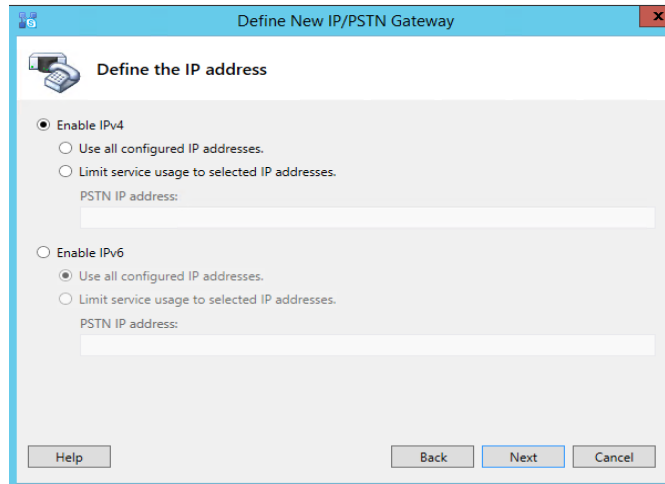 Define New IP/PSTN Gateway
x
Define the IP address
Enable IPv4
Use all configured IP addresses.
Limit service usage to selected IP addresses.
PSTN IP address:
Enable IPv6
Use all configured IP addresses.
Limit service usage to selected IP addresses.
PSTN IP address:
Help Back Next Cancel